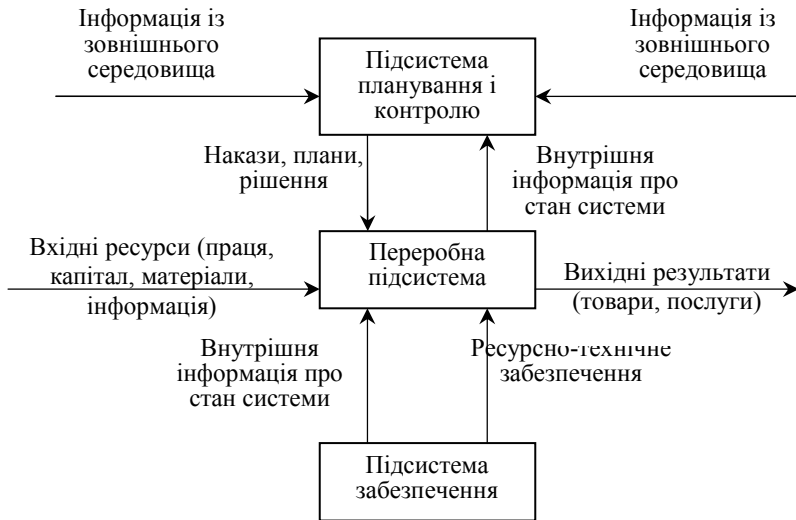 Інформація із
зовнішнього
середовища
Підсистема
планування і
контролю
Інформація із
зовнішнього
середовища
Накази, плани,
рішення
Внутрішня
інформація про
стан системи
Вхідні ресурси (праця,
капітал, матеріали,
інформація)
Переробна
підсистема
Вихідні результати
(товари, послуги)
Внутрішня
інформація про
стан системи
Ресурсно-технічне
забезпечення
Підсистема
забезпечення